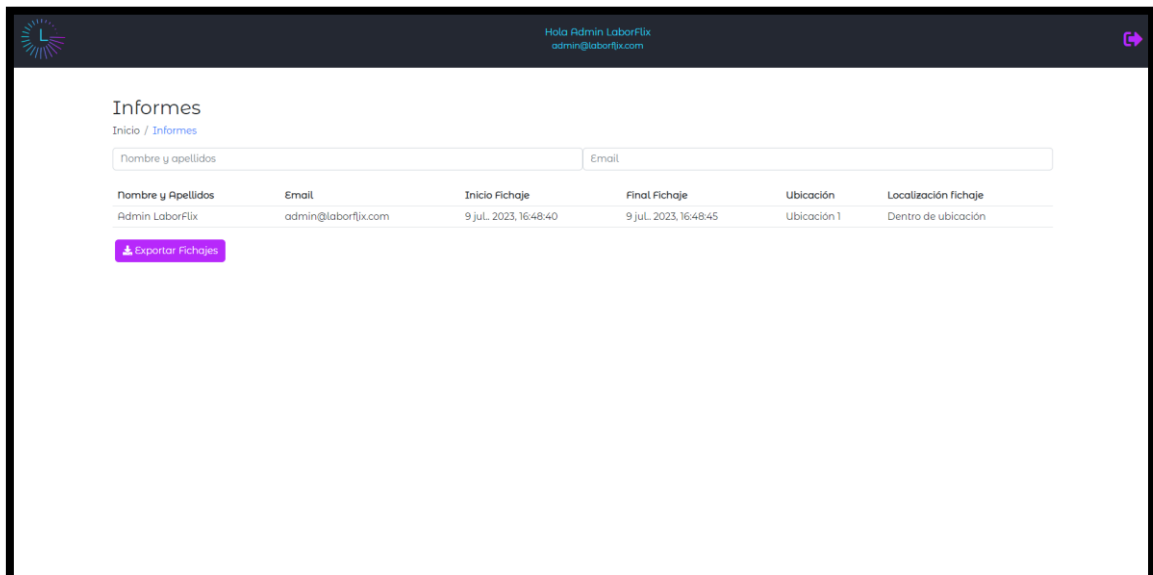 L
Hola Admin LaborFlix
admin@laborflix.com
Informes
Inicio / Informes
Nombre y apellidos Email
Nombre y Apellidos Email Inicio Fichaje Final Fichaje Ubicación Localización fichaje
Admin LaborFlix admin@laborflix.com 9 jul.. 2023, 16:48:40 9 jul.. 2023, 16:48:45 Ubicación 1 Dentro de ubicación
Exportar Fichajes